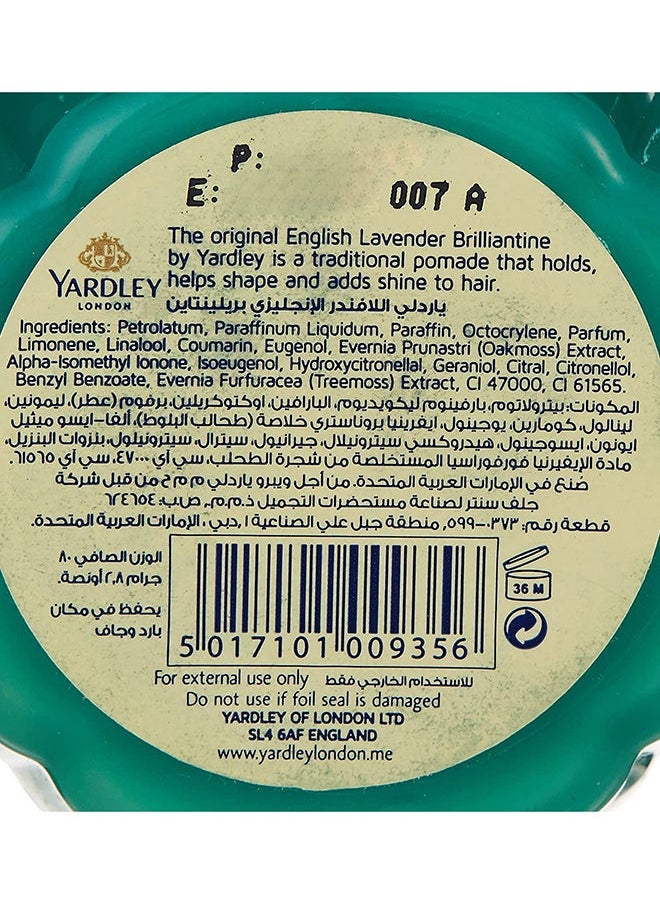 P:
E:
007 A
The original English Lavender Brilliantine
by Yardley is a traditional pomade that holds,
helps shape and adds shine to hair.
YARDLEY
LONDON
ياردلي اللافندر الإنجليزي بريلينتاين
Ingredients: Petrolatum, Paraffinum Liquidum, Paraffin, Octocrylene, Parfum,
Limonene, Linalool, Coumarin, Eugenol, Evernia Prunastri (Oakmoss) Extract,
Alpha-Isomethyl Ionone, Isoeugenol, Hydroxycitronellal, Geraniol, Citral, Citronellol,
Benzyl Benzoate, Evernia Furfuracea (Treemoss) Extract, CI 47000, CI 61565.
المكونات: بيترولاتوم، بارفينوم ليكويديوم، البارافين، اوكتوكريلين، برفوم (عطر)، ليمونين،
لينالول، كومارين، يوجينول، ايفرنيا بروناستري خلاصة (طحالب البلوط)، ألفا-ايسو ميثيل
ايونون، ايسوجينول، هيدروكسي سيترونيلال، جيرانيول، سيترال، سيترونيلول، بلنزوات البنزيل،
مادة الإيفيرنيا فورفوراسيا المستخلصة من شجرة الطحلب، سي آي ٤٧٠٠٠، سي آي ٦١٥٦٥.
صُنع في الإمارات العربية المتحدة. من أجل ويبرو ياردلي م م ح من قبل شركة
جلف سنتر لصناعة مستحضرات التجميل ذ.م.م.، ص.ب: ٦٢٤٦٥٤،
قطعة رقم: ٠٣٧٣-٥٩٩، منطقة جبل علي الصناعية ١، دبي، الإمارات العربية المتحدة.
الوزن الصافي ٨٠
جرام ٢,٨ أونصة.
يحفظ في مكان
بارد وجاف
36 M
5 017101 009356
For external use only للاستخدام الخارجي فقط
Do not use if foil seal is damaged
YARDLEY OF LONDON LTD
SL4 6AF ENGLAND
www.yardleylondon.me